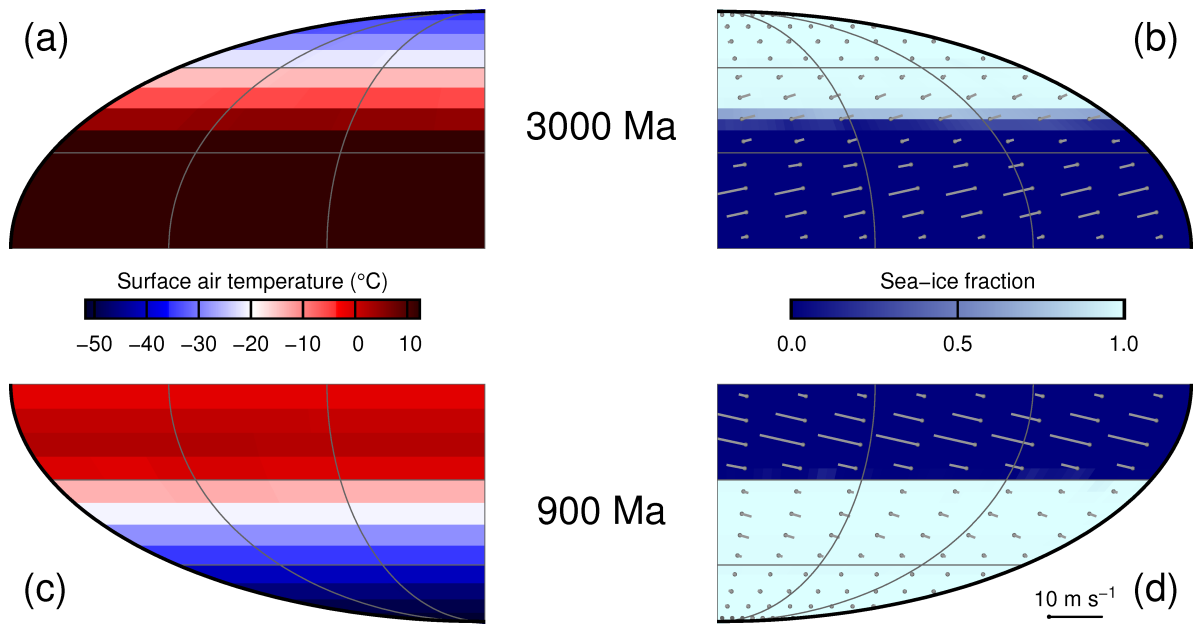 (a)
(b)
3000 Ma
Surface air temperature (°C)
−50 −40 −30 −20 −10 0 10
Sea−ice fraction
0.0 0.5 1.0
900 Ma
(c)
10 m s−1
(d)